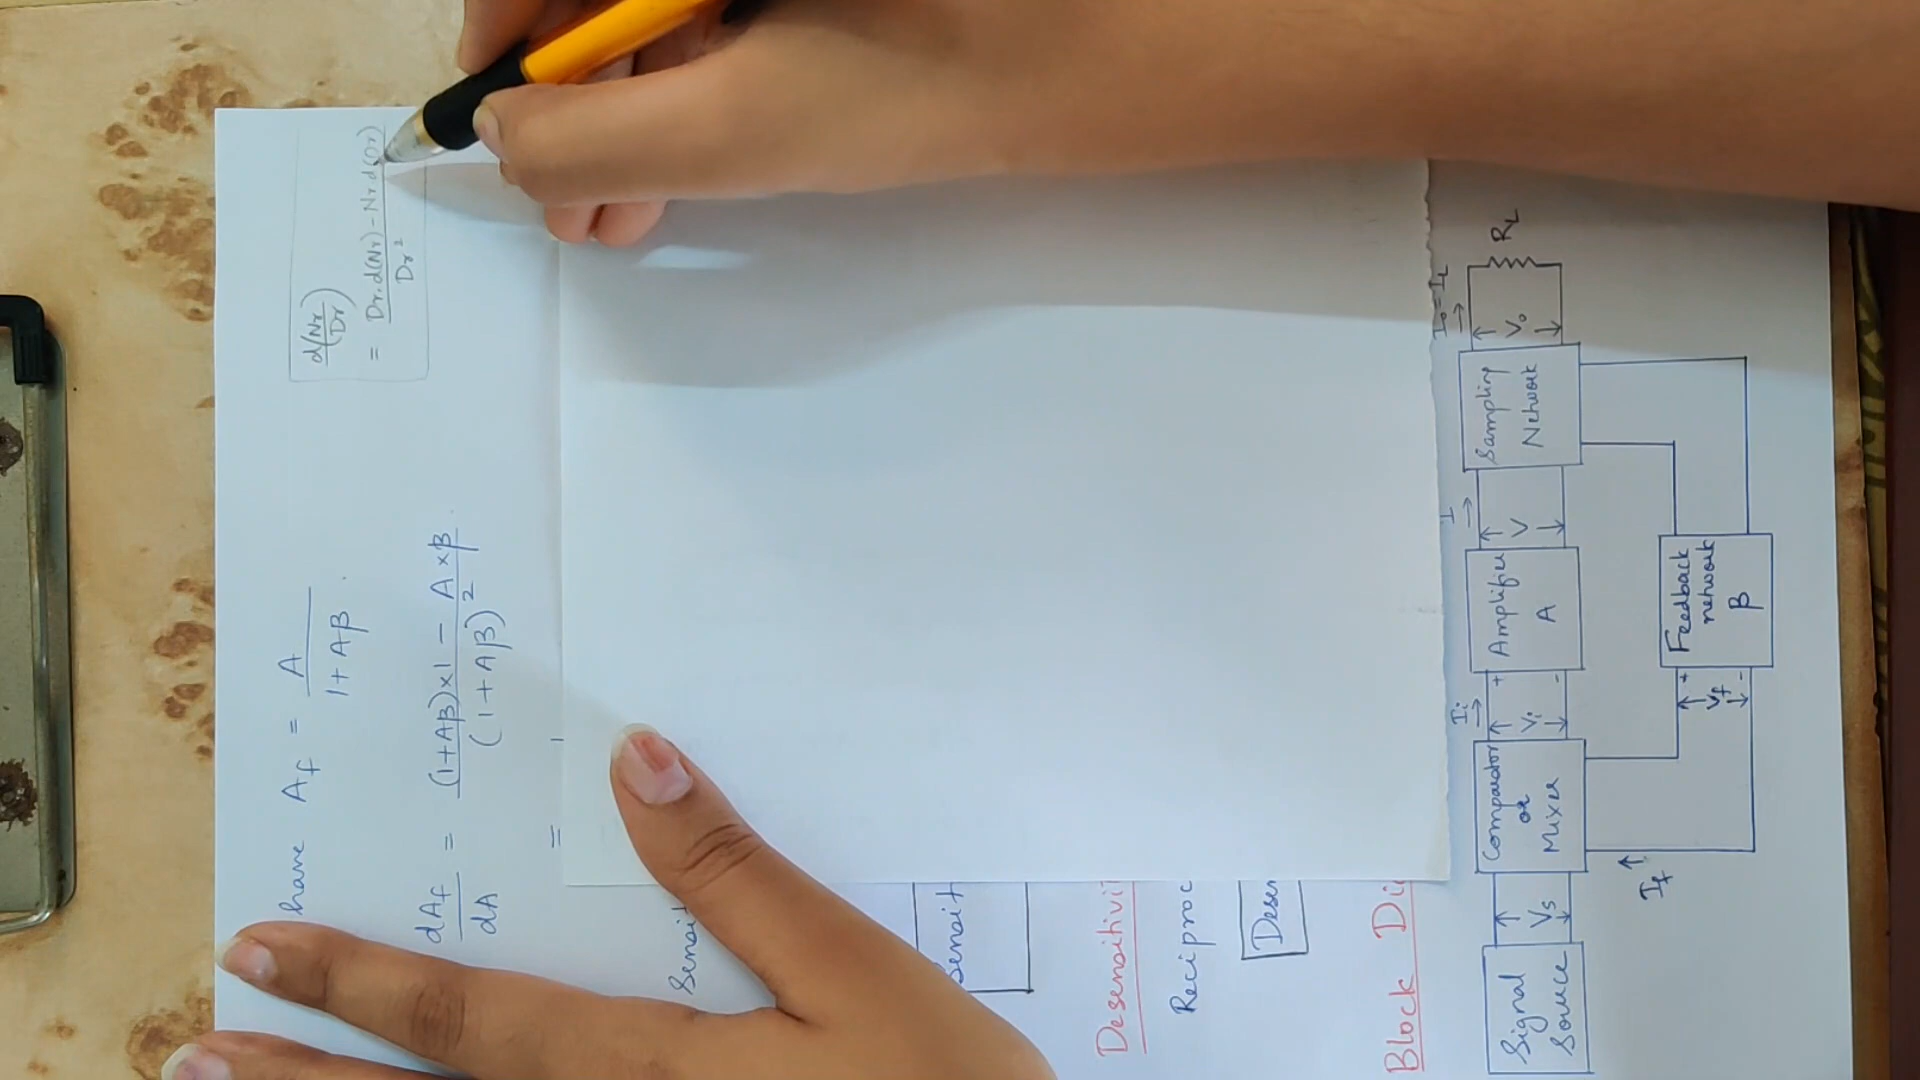 have Af = A / 1 + Aβ .
d(Nr/Dr)
= Dr.d(Nr) - Nr d(Dr) / Dr²
dAf / dA = (1+Aβ)×1 - A×β / (1+Aβ)² .
= 1
Sensit
Sensit
Desensitivi
Reciproc
Desen
Block Di
Signal
Source
Vs
Comparator
or
Mixer
Ii
+
Vi
-
Amplifier
A
I
V
Sampling
Network
Io = IL
Vo
RL
If
+
Vf
-
Feedback
network
β